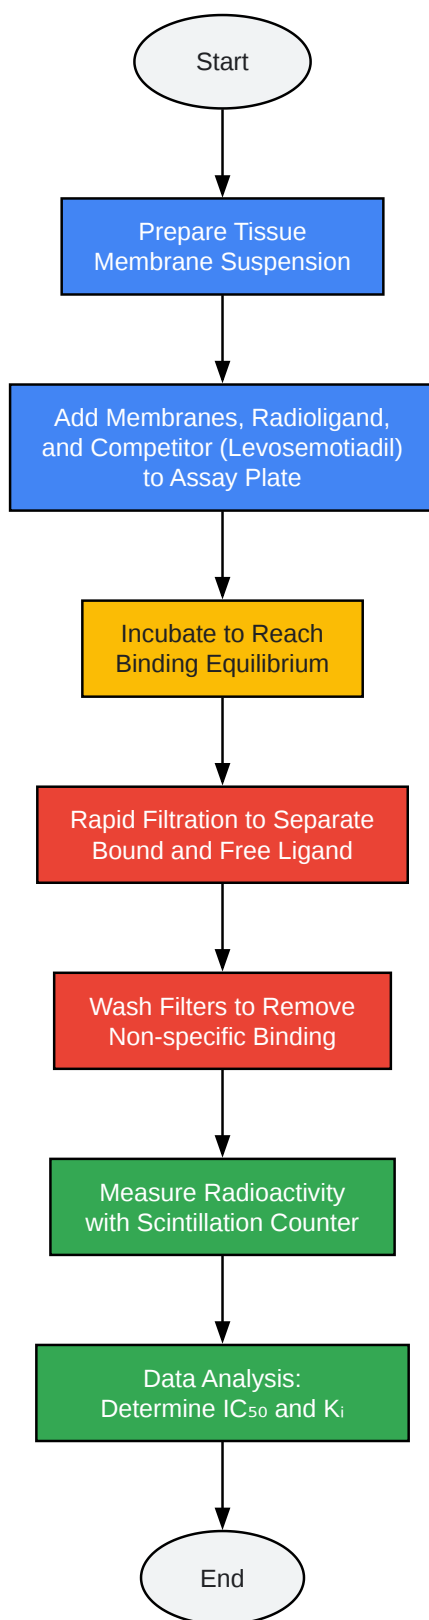 Start
Prepare Tissue
Membrane Suspension
Add Membranes, Radioligand,
and Competitor (Levosemotiadil)
to Assay Plate
Incubate to Reach
Binding Equilibrium
Rapid Filtration to Separate
Bound and Free Ligand
Wash Filters to Remove
Non-specific Binding
Measure Radioactivity
with Scintillation Counter
Data Analysis:
Determine IC₅₀ and Kᵢ
End